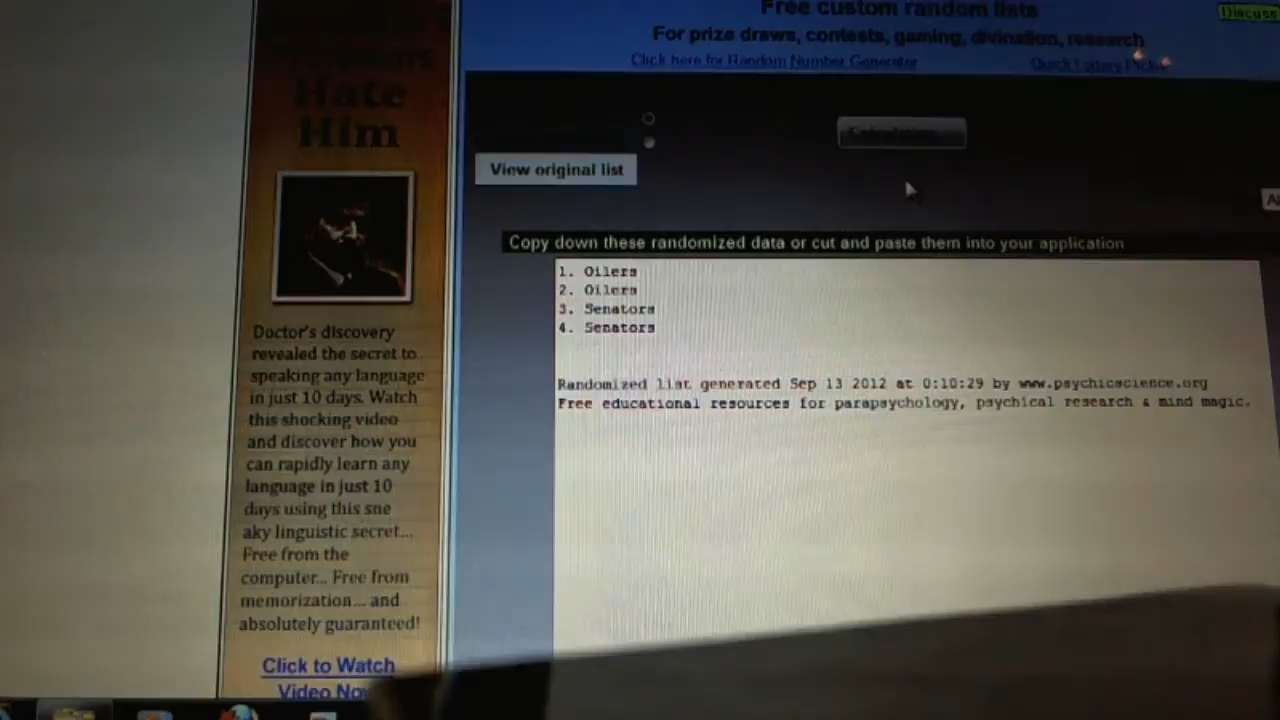 Free custom random lists
Discuss
For prize draws, contests, gaming, divination, research
Click here for Random Number Generator
Quick Lottery
Hate
Him
View original list
Copy down these randomized data or cut and paste them into your application
1. Oilers
2. Oilers
3. Senators
4. Senators
Randomized list generated Sep 13 2012 at 0:10:29 by www.psychicscience.org
Free educational resources for parapsychology, psychical research & mind magic.
Doctor's discovery
revealed the secret to
speaking any language
in just 10 days. Watch
this shocking video
and discover how you
can rapidly learn any
language in just 10
days using this sne
aky linguistic secret...
Free from the
computer... Free from
memorization... and
absolutely guaranteed!
Click to Watch
Video Now